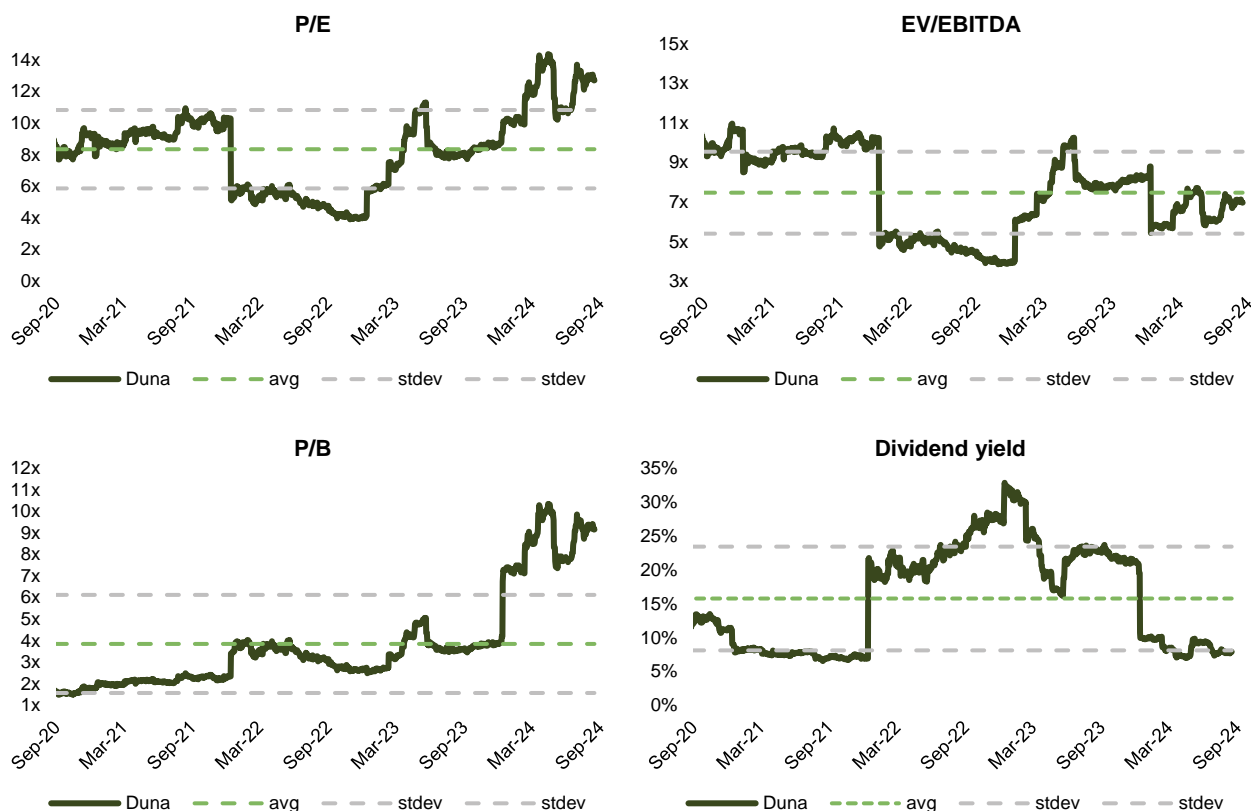 P/E
14x
12x
10x
8x
6x
4x
2x
0x
Sep-20 Mar-21 Sep-21 Mar-22 Sep-22 Mar-23 Sep-23 Mar-24 Sep-24
Duna avg stdev stdev
EV/EBITDA
15x
13x
11x
9x
7x
5x
3x
Sep-20 Mar-21 Sep-21 Mar-22 Sep-22 Mar-23 Sep-23 Mar-24 Sep-24
Duna avg stdev stdev
P/B
12x
11x
10x
9x
8x
7x
6x
5x
4x
3x
2x
1x
Sep-20 Mar-21 Sep-21 Mar-22 Sep-22 Mar-23 Sep-23 Mar-24 Sep-24
Duna avg stdev stdev
Dividend yield
35%
30%
25%
20%
15%
10%
5%
0%
Sep-20 Mar-21 Sep-21 Mar-22 Sep-22 Mar-23 Sep-23 Mar-24 Sep-24
Duna avg stdev stdev